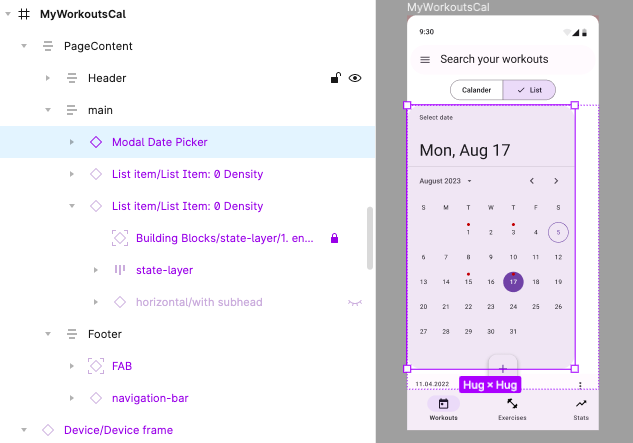 MyWorkoutsCal
PageContent
Header
main
Modal Date Picker
List item/List Item: 0 Density
List item/List Item: 0 Density
Building Blocks/state-layer/1. en...
state-layer
horizontal/with subhead
Footer
FAB
navigation-bar
Device/Device frame
MyWorkoutsCal
9:30
Search your workouts
Calander List
Select date
Mon, Aug 17
August 2023
S M T W T F S
1 2 3 4 5
6 7 8 9 10 11 12
13 14 15 16 17 18 19
20 21 22 23 24 25 26
27 28 29 30 31
11.04.2022
Hug × Hug
Workouts Exercises Stats